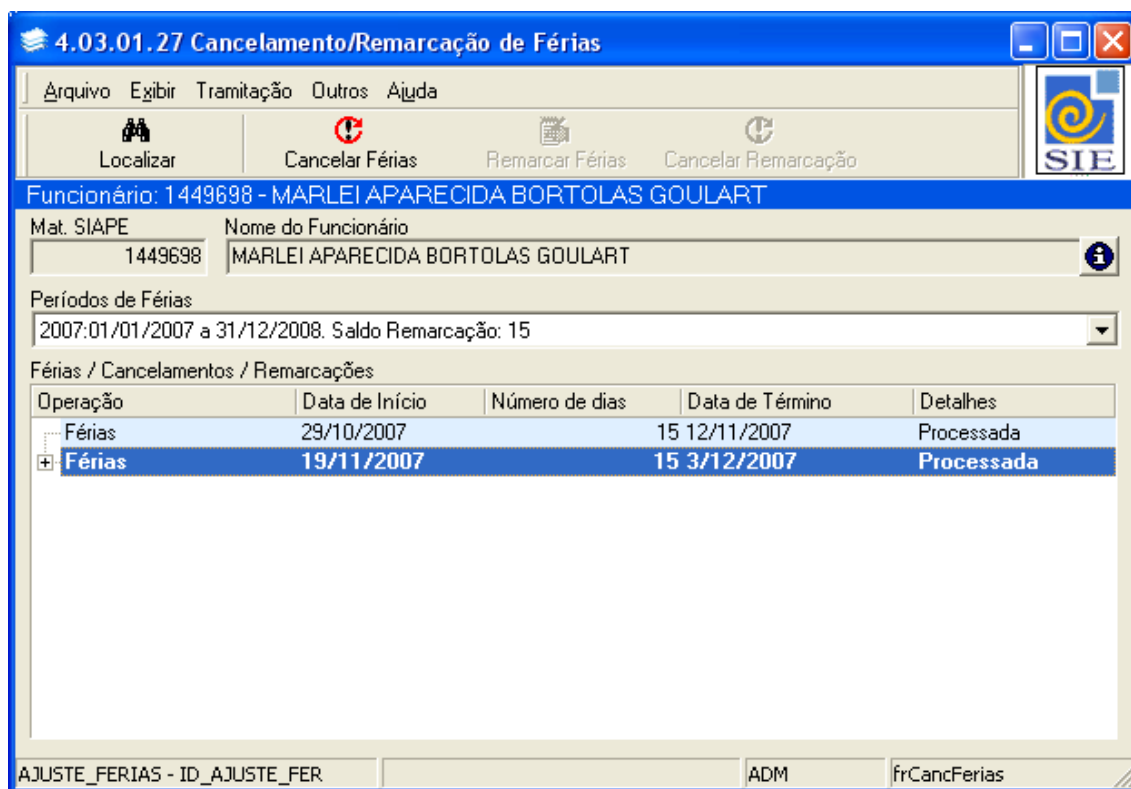 4.03.01.27 Cancelamento/Remarcação de Férias
Arquivo Exibir Tramitação Outros Ajuda
Localizar Cancelar Férias Remarcar Férias Cancelar Remarcação
SIE
Funcionário: 1449698 - MARLEI APARECIDA BORTOLAS GOULART
Mat. SIAPE Nome do Funcionário
1449698 MARLEI APARECIDA BORTOLAS GOULART
Períodos de Férias
2007:01/01/2007 a 31/12/2008. Saldo Remarcação: 15
Férias / Cancelamentos / Remarcações
Operação Data de Início Número de dias Data de Término Detalhes
Férias 29/10/2007 15 12/11/2007 Processada
Férias 19/11/2007 15 3/12/2007 Processada
AJUSTE_FERIAS - ID_AJUSTE_FER ADM frCancFerias